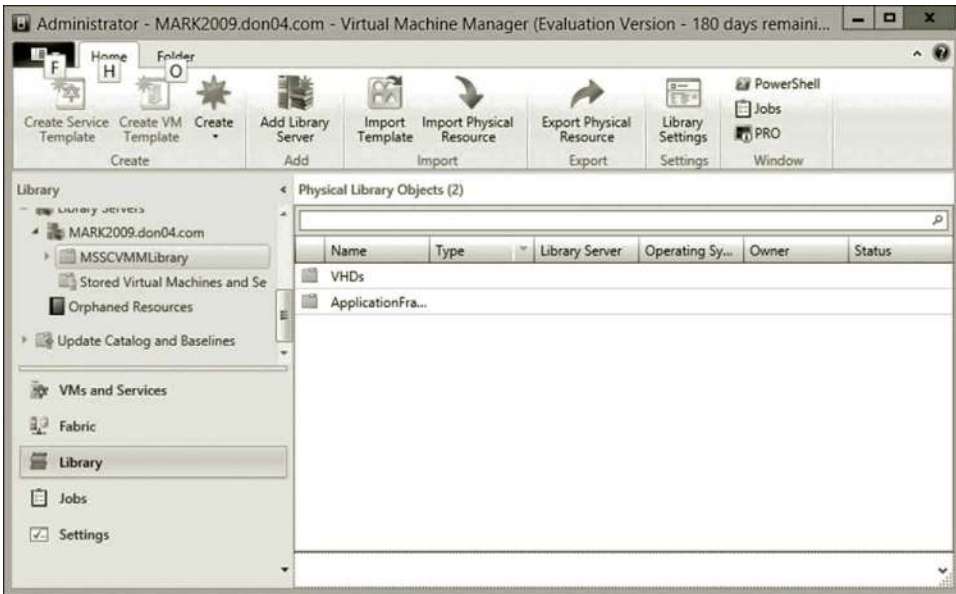 Administrator - MARK2009.don04.com - Virtual Machine Manager (Evaluation Version - 180 days remaini...
F
Home
H
Folder
O
Create Service Template
Create VM Template
Create
Add Library Server
Import Template
Import Physical Resource
Export Physical Resource
Library Settings
PowerShell
Jobs
PRO
Create
Add
Import
Export
Settings
Window
Library
Library Servers
MARK2009.don04.com
MSSCVMMLibrary
Stored Virtual Machines and Se
Orphaned Resources
Update Catalog and Baselines
VMs and Services
Fabric
Library
Jobs
Settings
Physical Library Objects (2)
Name Type Library Server Operating Sy... Owner Status
VHDs
ApplicationFra...